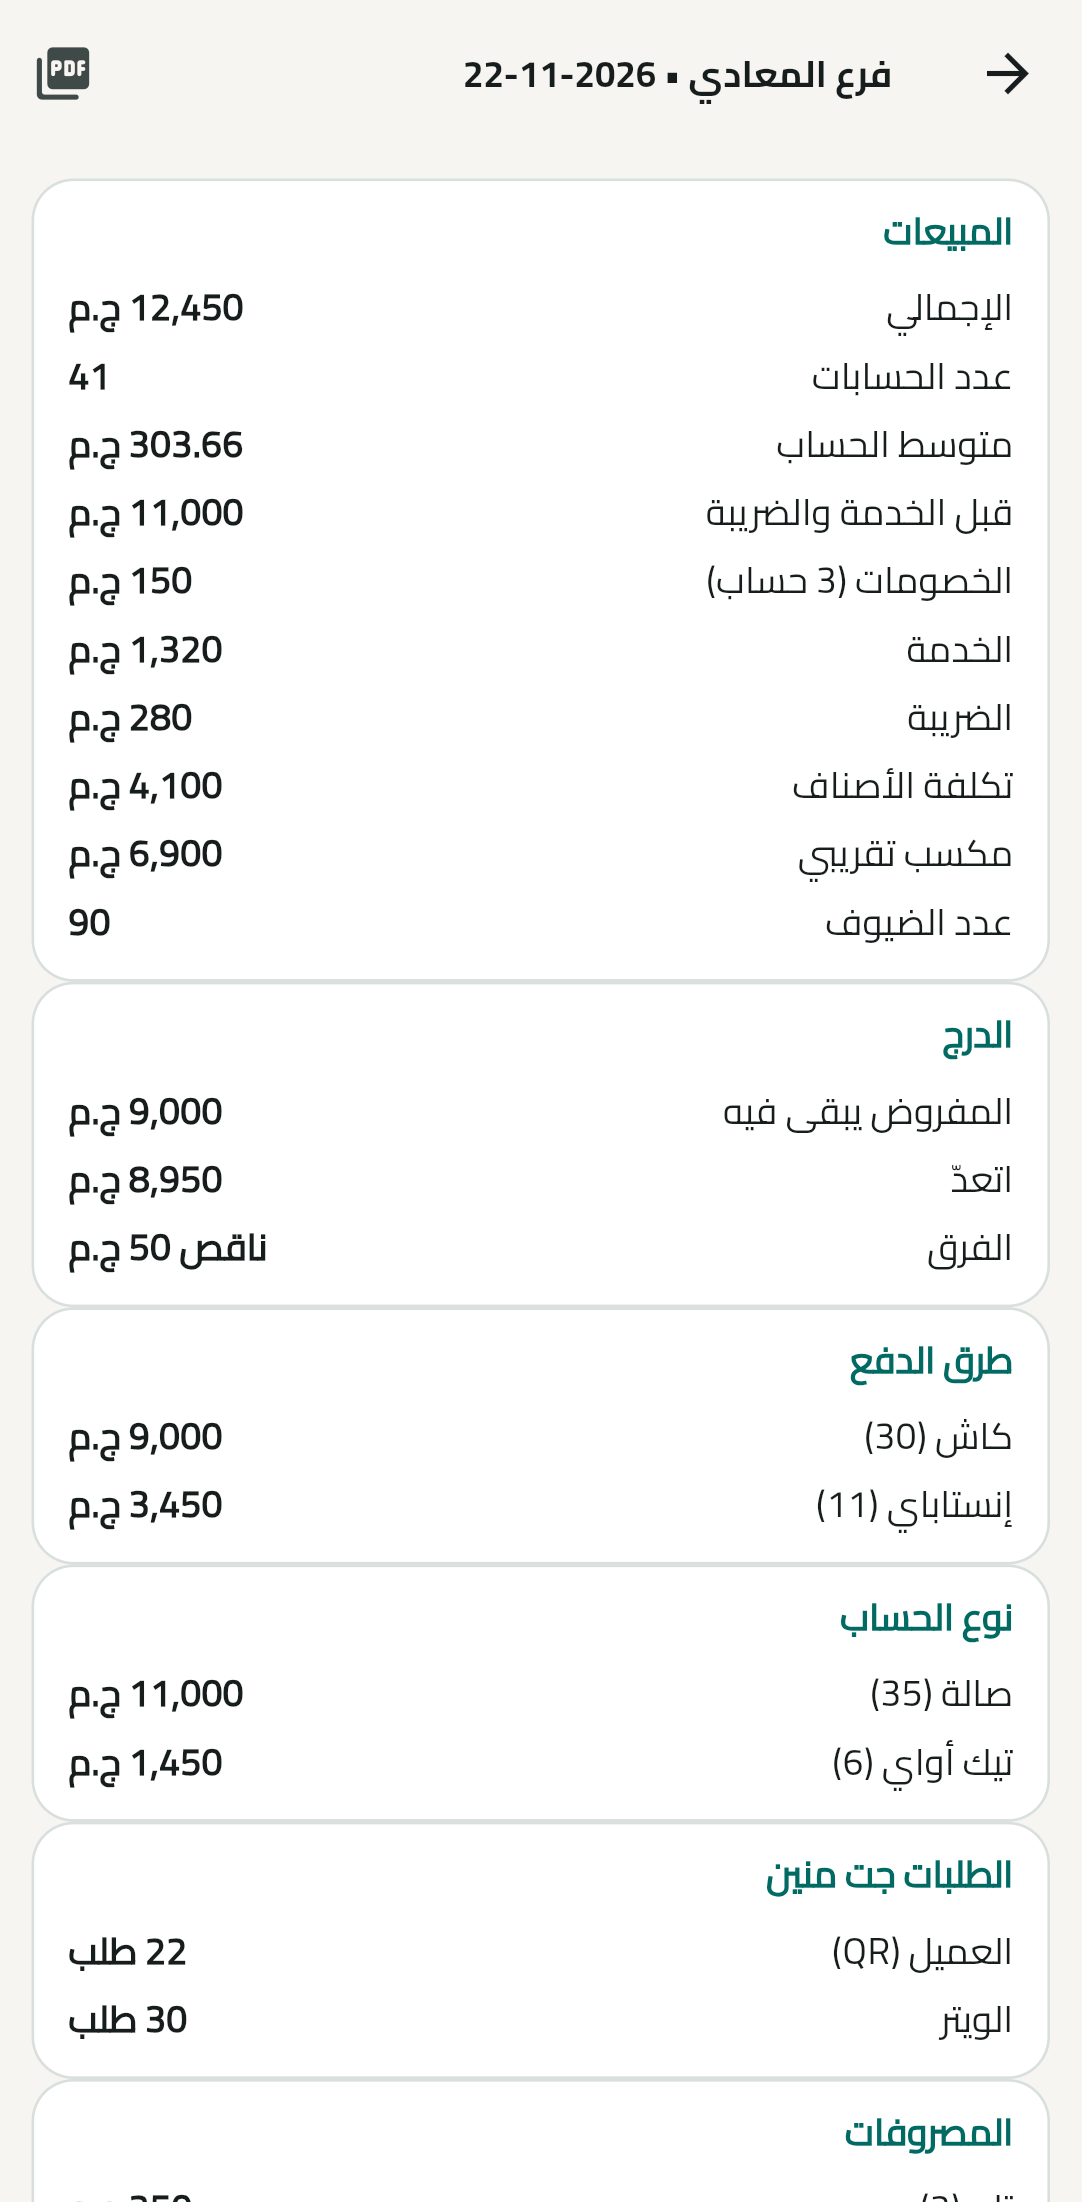 فرع المعادي • 2026-11-22
PDF
المبيعات
الإجمالي 12,450 ج.م
عدد الحسابات 41
متوسط الحساب 303.66 ج.م
قبل الخدمة والضريبة 11,000 ج.م
الخصومات (3 حساب) 150 ج.م
الخدمة 1,320 ج.م
الضريبة 280 ج.م
تكلفة الأصناف 4,100 ج.م
مكسب تقريبي 6,900 ج.م
عدد الضيوف 90
الدرج
المفروض يبقى فيه 9,000 ج.م
اتعدّ 8,950 ج.م
الفرق ناقص 50 ج.م
طرق الدفع
كاش (30) 9,000 ج.م
إنستاباي (11) 3,450 ج.م
نوع الحساب
صالة (35) 11,000 ج.م
تيك أواي (6) 1,450 ج.م
الطلبات جت منين
العميل (QR) 22 طلب
الويتر 30 طلب
المصروفات